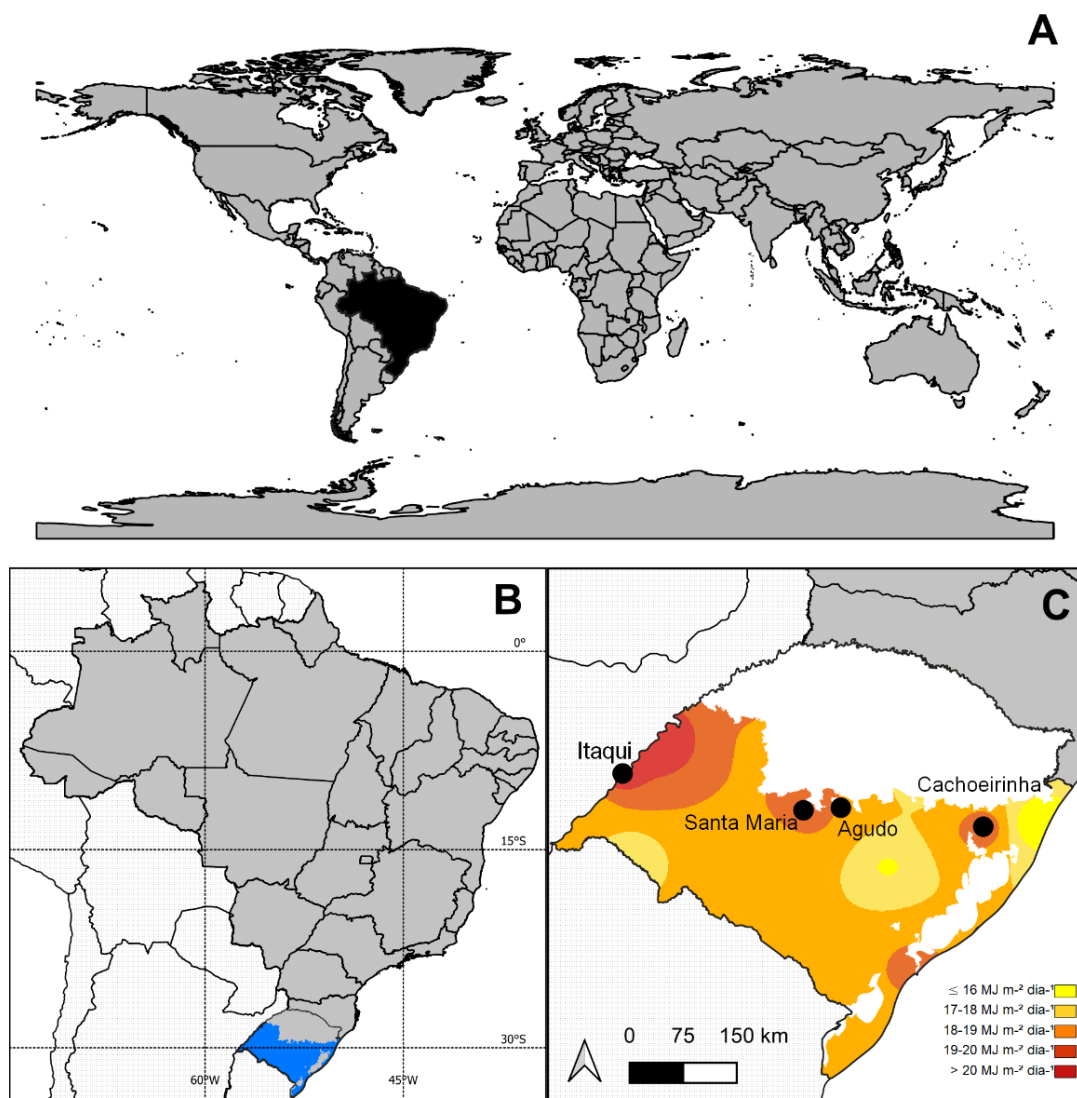 A
B
0°
15°S
30°S
60°W
45°W
C
Itaqui
Cachoeirinha
Santa Maria
Agudo
≤ 16 MJ m-² dia-¹
17-18 MJ m-² dia-¹
18-19 MJ m-² dia-¹
19-20 MJ m-² dia-¹
> 20 MJ m-² dia-¹
0 75 150 km